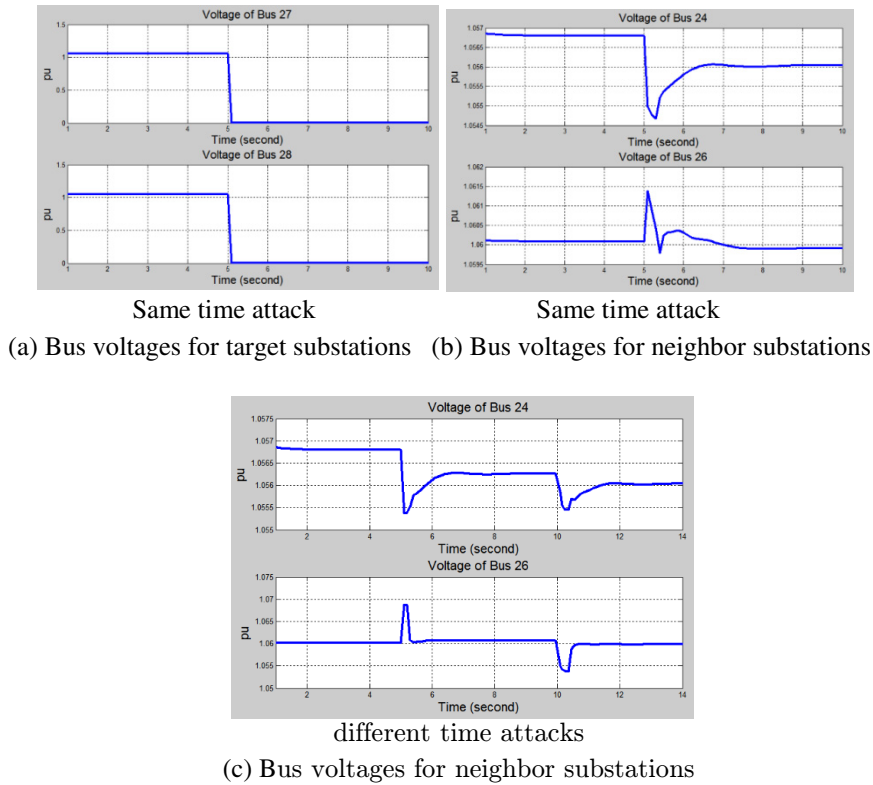 Voltage of Bus 27
1.5
1
0.5
0
pu
1 2 3 4 5 6 7 8 9 10
Time (second)
Voltage of Bus 28
1.5
1
0.5
0
pu
1 2 3 4 5 6 7 8 9 10
Time (second)
Same time attack
(a) Bus voltages for target substations
Voltage of Bus 24
1.057
1.0565
1.056
1.0555
1.055
1.0545
pu
1 2 3 4 5 6 7 8 9 10
Time (second)
Voltage of Bus 26
1.062
1.0615
1.061
1.0605
1.06
1.0595
pu
1 2 3 4 5 6 7 8 9 10
Time (second)
Same time attack
(b) Bus voltages for neighbor substations
Voltage of Bus 24
1.0575
1.057
1.0565
1.056
1.0555
1.055
pu
2 4 6 8 10 12 14
Time (second)
Voltage of Bus 26
1.075
1.07
1.065
1.06
1.055
1.05
pu
2 4 6 8 10 12 14
Time (second)
different time attacks
(c) Bus voltages for neighbor substations